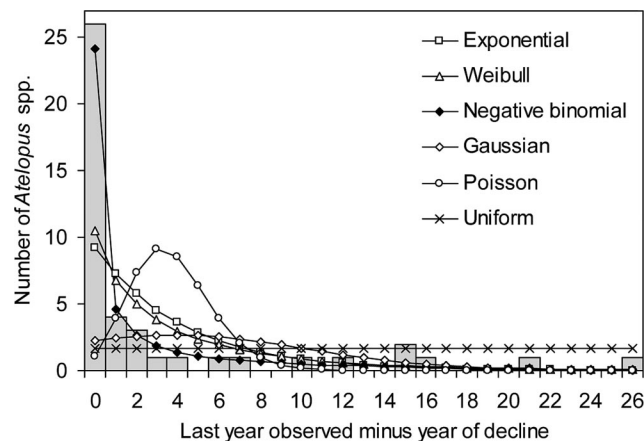 Number of Atelopus spp.
25
20
15
10
5
0
Exponential
Weibull
Negative binomial
Gaussian
Poisson
Uniform
0 2 4 6 8 10 12 14 16 18 20 22 24 26
Last year observed minus year of decline